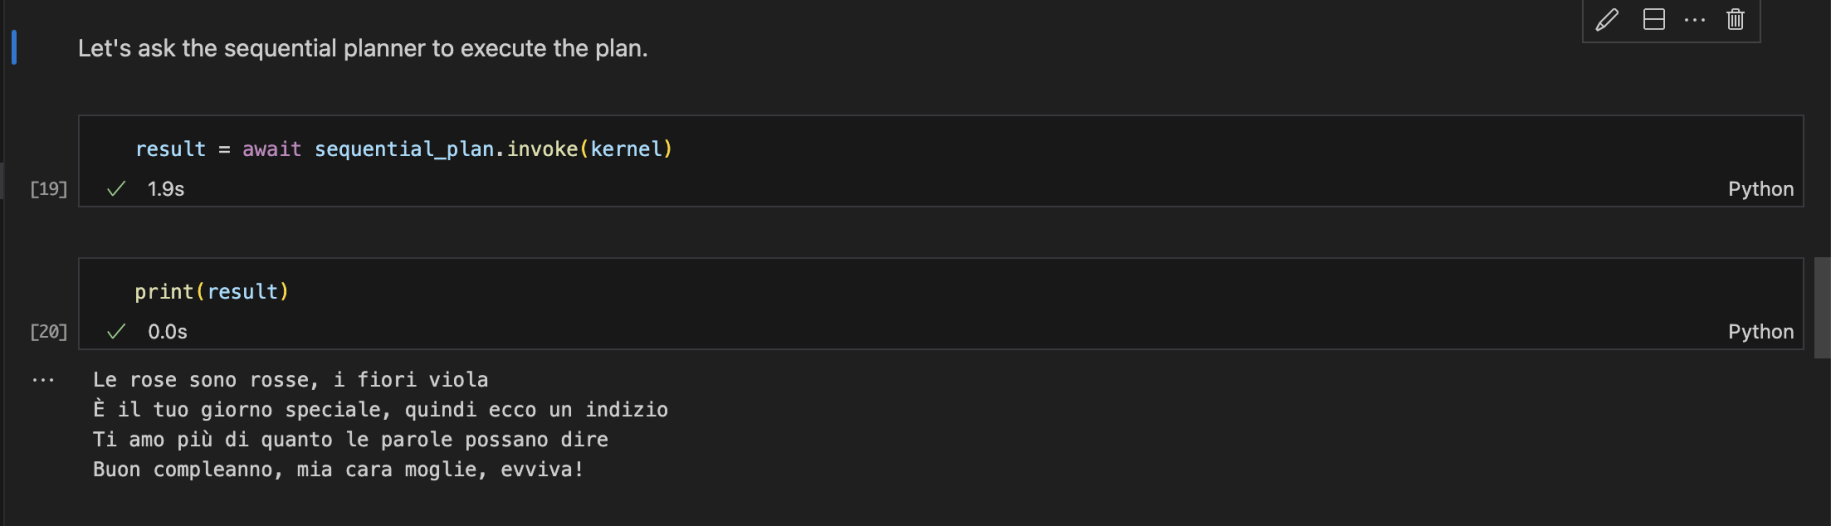 Let's ask the sequential planner to execute the plan.
result = await sequential_plan.invoke(kernel)
[19]
1.9s
Python
print(result)
[20]
0.0s
Python
Le rose sono rosse, i fiori viola
È il tuo giorno speciale, quindi ecco un indizio
Ti amo più di quanto le parole possano dire
Buon compleanno, mia cara moglie, evviva!